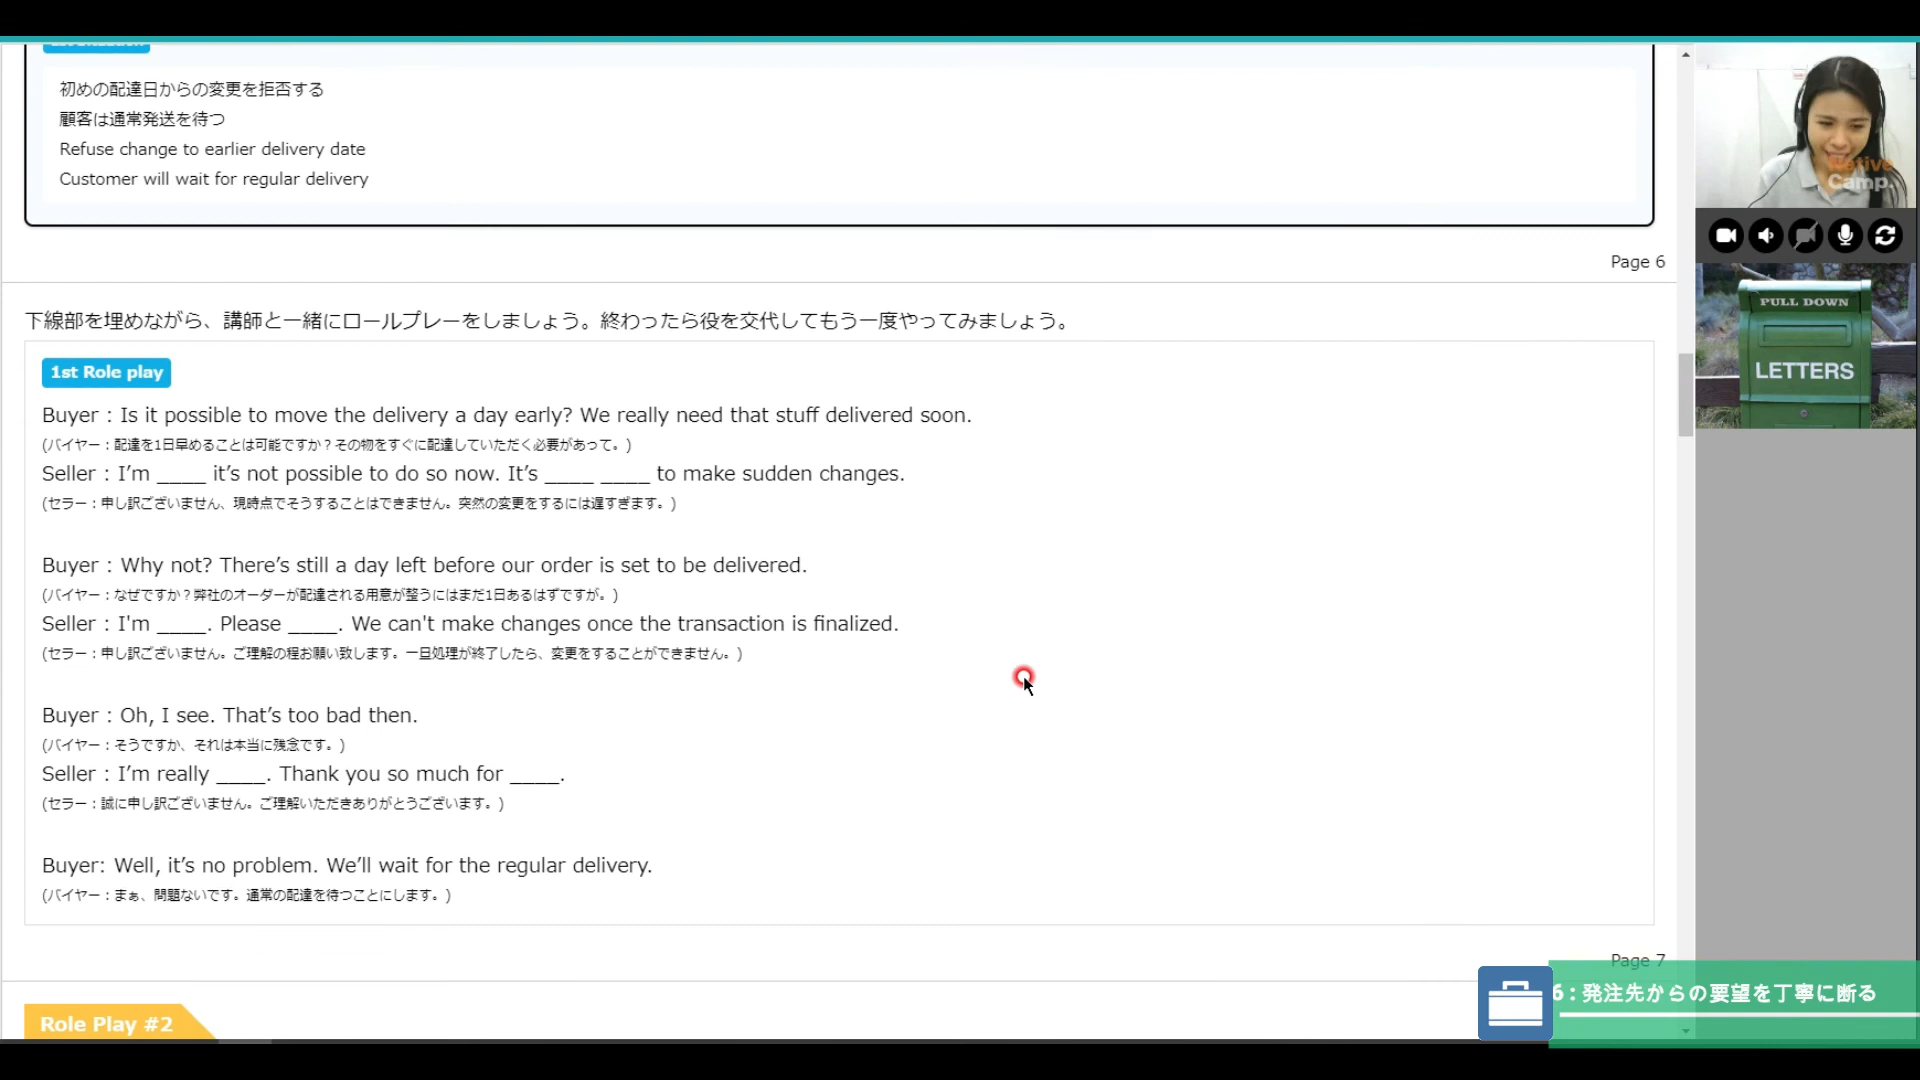 初めの配達日からの変更を拒否する
顧客は通常発送を待つ
Refuse change to earlier delivery date
Customer will wait for regular delivery
Page 6
下線部を埋めながら、講師と一緒にロールプレーをしましょう。終わったら役を交代してもう一度やってみましょう。
1st Role play
Buyer : Is it possible to move the delivery a day early? We really need that stuff delivered soon.
(バイヤー：配達を1日早めることは可能ですか？その物をすぐに配達していただく必要があって。)
Seller : I’m ____ it’s not possible to do so now. It’s ____ ____ to make sudden changes.
(セラー：申し訳ございません、現時点でそうすることはできません。突然の変更をするには遅すぎます。)
Buyer : Why not? There’s still a day left before our order is set to be delivered.
(バイヤー：なぜですか？弊社のオーダーが配達される用意が整うにはまだ1日あるはずですが。)
Seller : I'm ____. Please ____. We can't make changes once the transaction is finalized.
(セラー：申し訳ございません。ご理解の程お願い致します。一旦処理が終了したら、変更をすることができません。)
Buyer : Oh, I see. That’s too bad then.
(バイヤー：そうですか、それは本当に残念です。)
Seller : I’m really ____. Thank you so much for ____.
(セラー：誠に申し訳ございません。ご理解いただきありがとうございます。)
Buyer: Well, it’s no problem. We’ll wait for the regular delivery.
(バイヤー：まぁ、問題ないです。通常の配達を待つことにします。)
Page 7
Role Play #2
Native Camp.
PULL DOWN
LETTERS
6：発注先からの要望を丁寧に断る